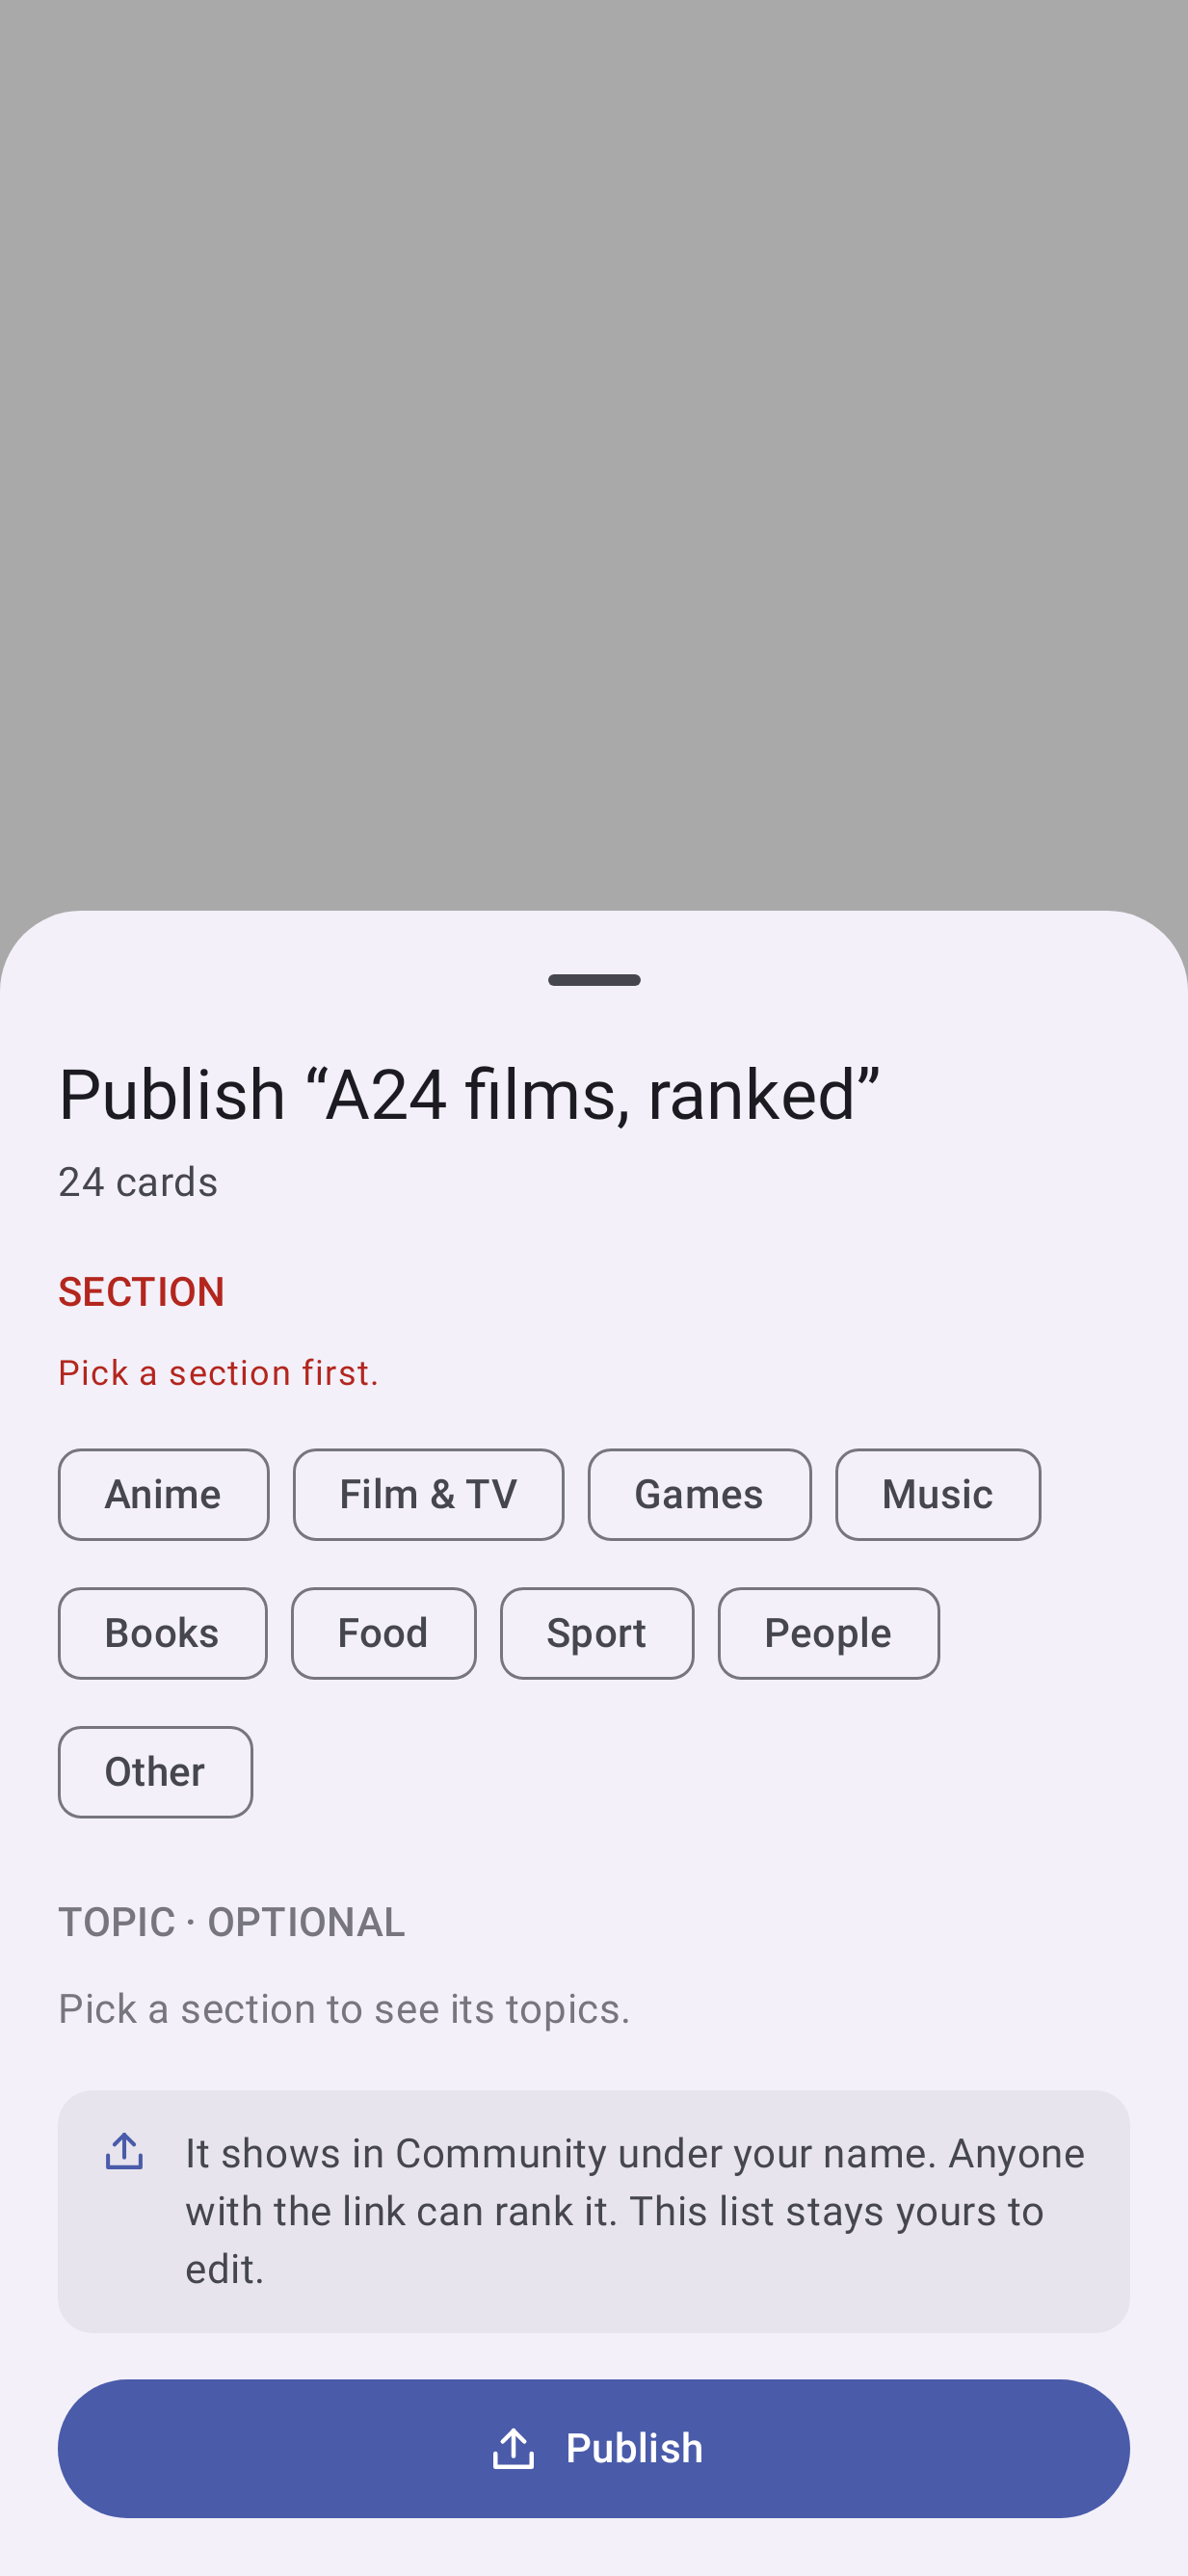 Publish “A24 films, ranked”
24 cards
SECTION
Pick a section first.
Anime
Film & TV
Games
Music
Books
Food
Sport
People
Other
TOPIC · OPTIONAL
Pick a section to see its topics.
It shows in Community under your name. Anyone
with the link can rank it. This list stays yours to
edit.
Publish